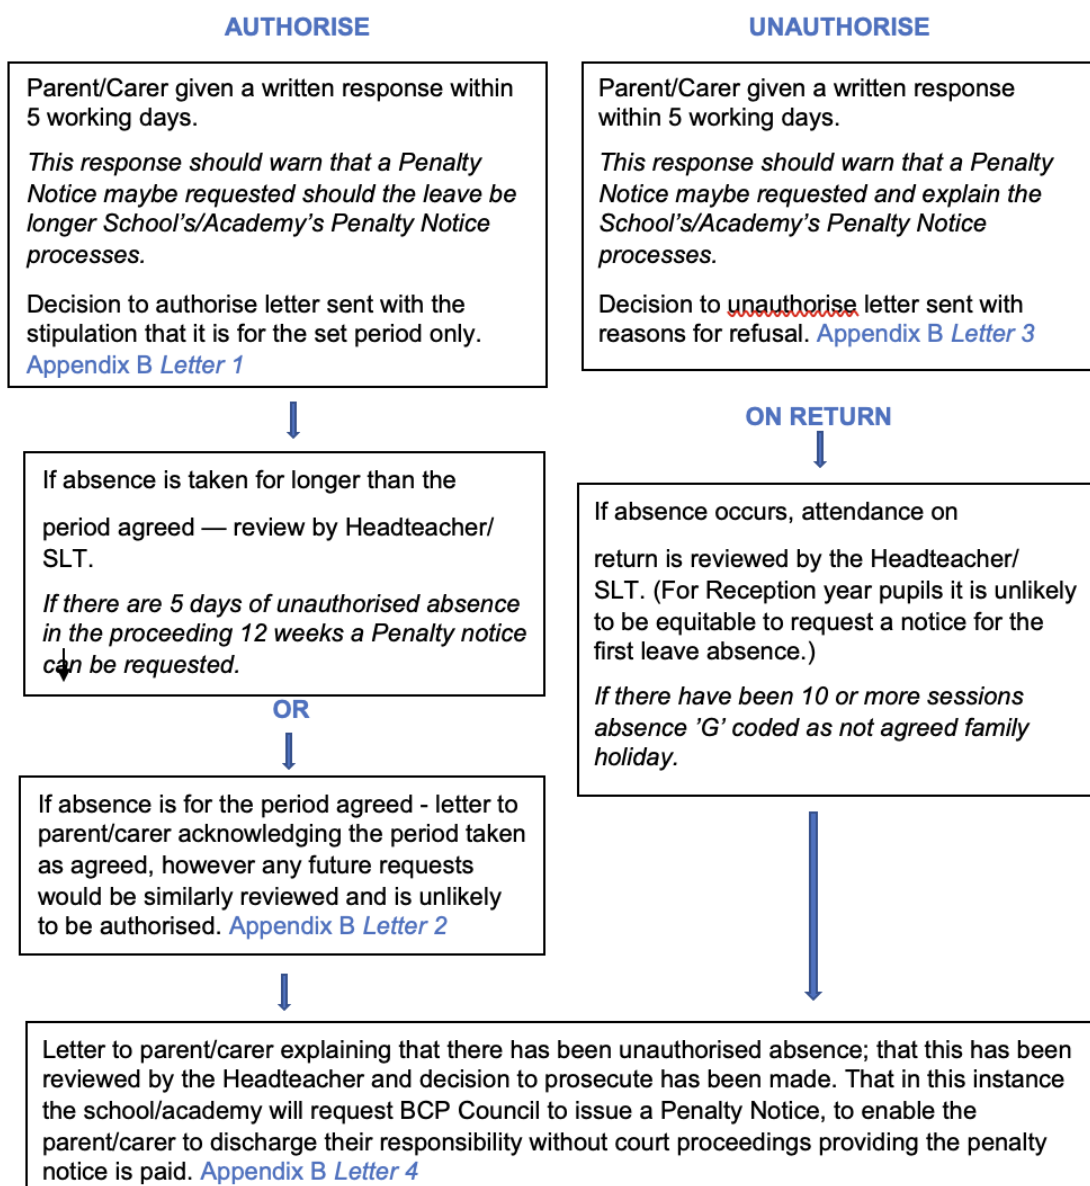 AUTHORISE
Parent/Carer given a written response within
5 working days.
This response should warn that a Penalty
Notice maybe requested should the leave be
longer School's/Academy's Penalty Notice
processes.
Decision to authorise letter sent with the
stipulation that it is for the set period only.
Appendix B Letter 1
If absence is taken for longer than the
period agreed — review by Headteacher/
SLT.
If there are 5 days of unauthorised absence
in the proceeding 12 weeks a Penalty notice
can be requested.
OR
If absence is for the period agreed - letter to
parent/carer acknowledging the period taken
as agreed, however any future requests
would be similarly reviewed and is unlikely
to be authorised. Appendix B Letter 2
UNAUTHORISE
Parent/Carer given a written response
within 5 working days.
This response should warn that a Penalty
Notice maybe requested and explain the
School's/Academy's Penalty Notice
processes.
Decision to unauthorise letter sent with
reasons for refusal. Appendix B Letter 3
ON RETURN
If absence occurs, attendance on
return is reviewed by the Headteacher/
SLT. (For Reception year pupils it is unlikely
to be equitable to request a notice for the
first leave absence.)
If there have been 10 or more sessions
absence 'G' coded as not agreed family
holiday.
Letter to parent/carer explaining that there has been unauthorised absence; that this has been
reviewed by the Headteacher and decision to prosecute has been made. That in this instance
the school/academy will request BCP Council to issue a Penalty Notice, to enable the
parent/carer to discharge their responsibility without court proceedings providing the penalty
notice is paid. Appendix B Letter 4